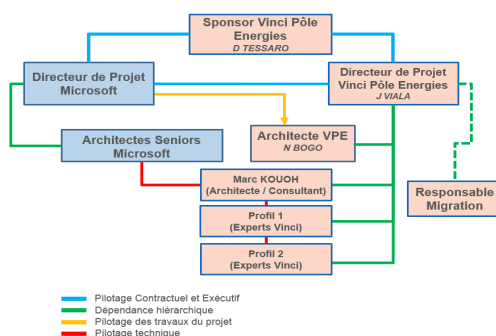 Sponsor Vinci Pôle
Energies
D TESSARO
Directeur de Projet
Microsoft
Directeur de Projet
Vinci Pôle Energies
J VIALA
Architectes Seniors
Microsoft
Architecte VPE
N BOGO
Marc KOUOH
(Architecte / Consultant)
Responsable
Migration
Profil 1
(Experts Vinci)
Profil 2
(Experts Vinci)
Pilotage Contractuel et Exécutif
Dépendance hiérarchique
Pilotage des travaux du projet
Pilotage technique